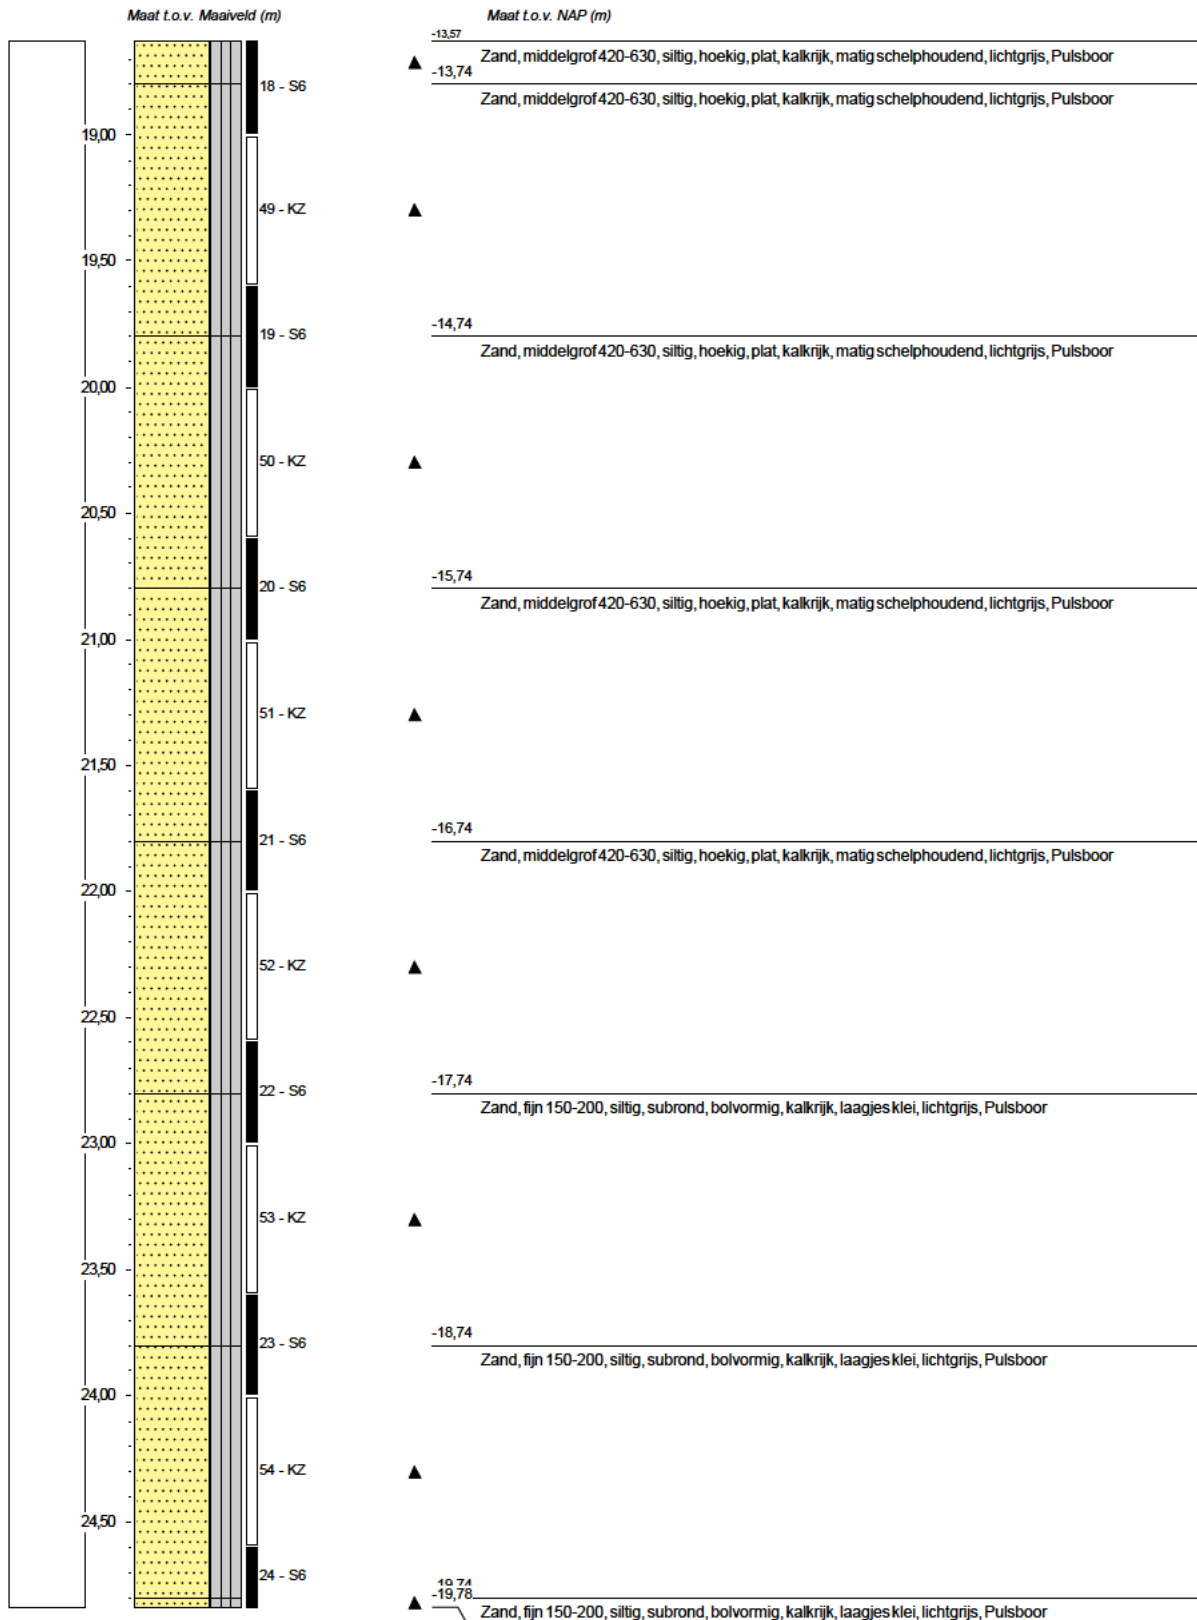 Maat t.o.v. Maaiveld (m) Maat t.o.v. NAP (m)
-13,57
Zand, middelgrof 420-630, siltig, hoekig, plat, kalkrijk, matig schelphoudend, lichtgrijs, Pulsboor
-13,74
18 - S6
Zand, middelgrof 420-630, siltig, hoekig, plat, kalkrijk, matig schelphoudend, lichtgrijs, Pulsboor
19,00
49 - KZ
19,50
-14,74
19 - S6
Zand, middelgrof 420-630, siltig, hoekig, plat, kalkrijk, matig schelphoudend, lichtgrijs, Pulsboor
20,00
50 - KZ
20,50
-15,74
20 - S6
Zand, middelgrof 420-630, siltig, hoekig, plat, kalkrijk, matig schelphoudend, lichtgrijs, Pulsboor
21,00
51 - KZ
21,50
-16,74
21 - S6
Zand, middelgrof 420-630, siltig, hoekig, plat, kalkrijk, matig schelphoudend, lichtgrijs, Pulsboor
22,00
52 - KZ
22,50
-17,74
22 - S6
Zand, fijn 150-200, siltig, subrond, bolvormig, kalkrijk, laagjes klei, lichtgrijs, Pulsboor
23,00
53 - KZ
23,50
-18,74
23 - S6
Zand, fijn 150-200, siltig, subrond, bolvormig, kalkrijk, laagjes klei, lichtgrijs, Pulsboor
24,00
54 - KZ
24,50
24 - S6
-19,74
-19,78
Zand, fijn 150-200, siltig, subrond, bolvormig, kalkrijk, laagjes klei, lichtgrijs, Pulsboor